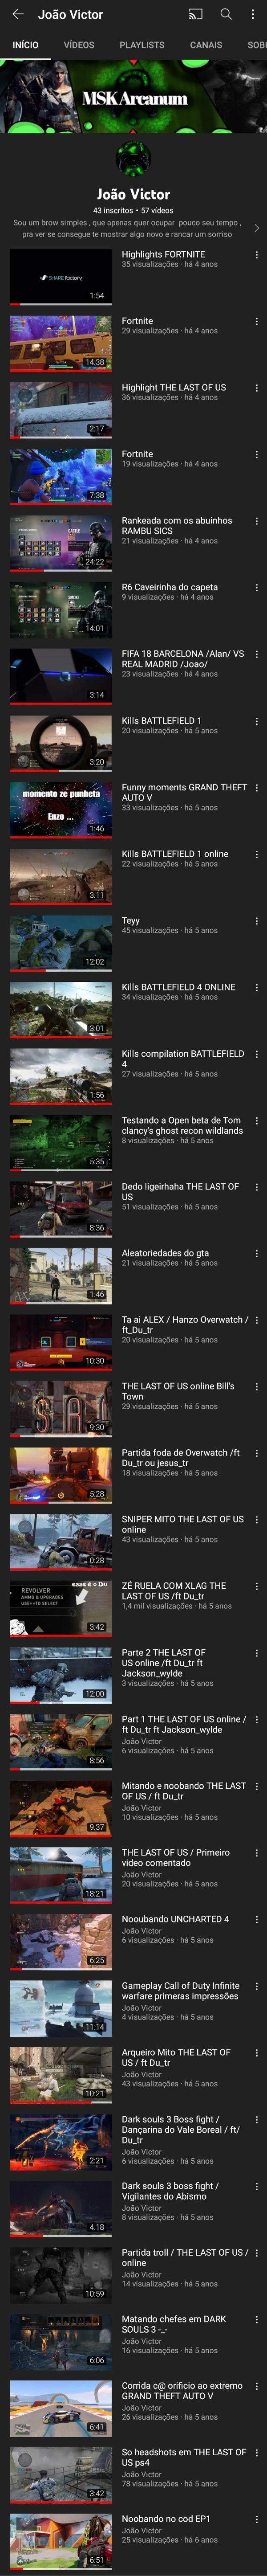 João Victor
INÍCIO VÍDEOS PLAYLISTS CANAIS SOBI
MSK Arcanum
João Victor
43 inscritos • 57 vídeos
Sou um brow simples , que apenas quer ocupar pouco seu tempo ,
pra ver se consegue te mostrar algo novo e rancar um sorriso
SHARE factory
1:54
Highlights FORTNITE
35 visualizações · há 4 anos
14:38
Fortnite
29 visualizações · há 4 anos
2:17
Highlight THE LAST OF US
36 visualizações · há 4 anos
7:38
Fortnite
19 visualizações · há 4 anos
24:22
Rankeada com os abuinhos
RAMBU SICS
21 visualizações · há 4 anos
14:01
R6 Caveirinha do capeta
9 visualizações · há 4 anos
3:14
FIFA 18 BARCELONA /Alan/ VS
REAL MADRID /Joao/
23 visualizações · há 4 anos
3:20
Kills BATTLEFIELD 1
20 visualizações · há 5 anos
momento ze punheta
Enzo ...
1:46
Funny moments GRAND THEFT
AUTO V
33 visualizações · há 5 anos
3:11
Kills BATTLEFIELD 1 online
22 visualizações · há 5 anos
12:02
Teyy
45 visualizações · há 5 anos
3:01
Kills BATTLEFIELD 4 ONLINE
34 visualizações · há 5 anos
1:56
Kills compilation BATTLEFIELD
4
27 visualizações · há 5 anos
5:35
Testando a Open beta de Tom
clancy's ghost recon wildlands
8 visualizações · há 5 anos
8:36
Dedo ligeirhaha THE LAST OF
US
51 visualizações · há 5 anos
1:46
Aleatoriedades do gta
21 visualizações · há 5 anos
10:30
Ta ai ALEX / Hanzo Overwatch /
ft_Du_tr
20 visualizações · há 5 anos
9:30
THE LAST OF US online Bill's
Town
29 visualizações · há 5 anos
5:28
Partida foda de Overwatch /ft
Du_tr ou jesus_tr
18 visualizações · há 5 anos
0:28
SNIPER MITO THE LAST OF US
online
43 visualizações · há 5 anos
esse é o Du
REVOLVER
AMMO & UPGRADES
USE++TO SELECT
3:42
ZÉ RUELA COM XLAG THE
LAST OF US /ft Du_tr
1,4 mil visualizações · há 5 anos
12:00
Parte 2 THE LAST OF
US online /ft Du_tr ft
Jackson_wylde
3 visualizações · há 5 anos
8:56
Part 1 THE LAST OF US online /
ft Du_tr ft Jackson_wylde
João Victor
6 visualizações · há 5 anos
9:37
Mitando e noobando THE LAST
OF US / ft Du_tr
João Victor
10 visualizações · há 5 anos
18:21
THE LAST OF US / Primeiro
video comentado
João Victor
20 visualizações · há 5 anos
6:25
Nooubando UNCHARTED 4
João Victor
6 visualizações · há 5 anos
11:14
Gameplay Call of Duty Infinite
warfare primeras impressões
João Victor
4 visualizações · há 5 anos
10:21
Arqueiro Mito THE LAST OF
US / ft Du_tr
João Victor
43 visualizações · há 5 anos
2:21
Dark souls 3 Boss fight /
Dançarina do Vale Boreal / ft/
Du_tr
João Victor
6 visualizações · há 5 anos
4:18
Dark souls 3 boss fight /
Vigilantes do Abismo
João Victor
8 visualizações · há 5 anos
10:59
Partida troll / THE LAST OF US /
online
João Victor
14 visualizações · há 5 anos
6:06
Matando chefes em DARK
SOULS 3 -_-
João Victor
16 visualizações · há 5 anos
6:41
Corrida c@ orificio ao extremo
GRAND THEFT AUTO V
João Victor
26 visualizações · há 5 anos
3:42
So headshots em THE LAST OF
US ps4
João Victor
78 visualizações · há 5 anos
6:51
Noobando no cod EP1
João Victor
25 visualizações · há 6 anos